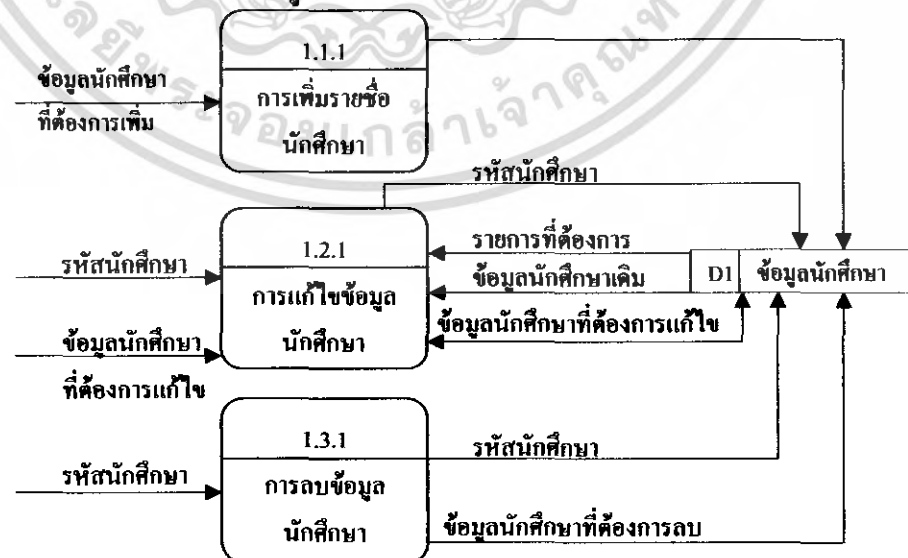 1.1.1
ข้อมูลนักศึกษา
ที่ต้องการเพิ่ม
การเพิ่มรายชื่อ
นักศึกษา
รหัสนักศึกษา
1.2.1
รหัสนักศึกษา
การแก้ไขข้อมูล
นักศึกษา
ข้อมูลนักศึกษา
ที่ต้องการแก้ไข
รายการที่ต้องการ
ข้อมูลนักศึกษาเดิม
ข้อมูลนักศึกษาที่ต้องการแก้ไข
D1 ข้อมูลนักศึกษา
1.3.1
รหัสนักศึกษา
การลบข้อมูล
นักศึกษา
รหัสนักศึกษา
ข้อมูลนักศึกษาที่ต้องการลบ